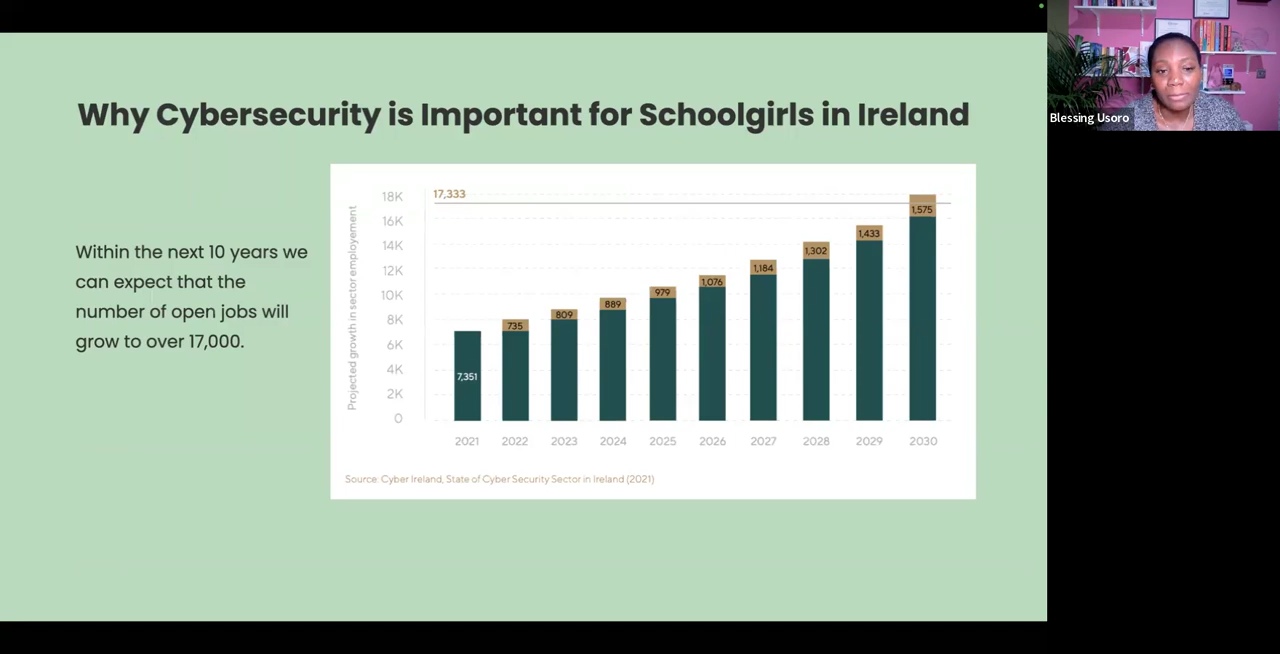 Why Cybersecurity is Important for Schoolgirls in Ireland
Blessing Usoro
Within the next 10 years we
can expect that the
number of open jobs will
grow to over 17,000.
Projected growth in sector employement
18K
16K
14K
12K
10K
8K
6K
4K
2K
0
17,333
7,351
735
809
889
979
1,076
1,184
1,302
1,433
1,575
2021 2022 2023 2024 2025 2026 2027 2028 2029 2030
Source: Cyber Ireland, State of Cyber Security Sector in Ireland (2021)